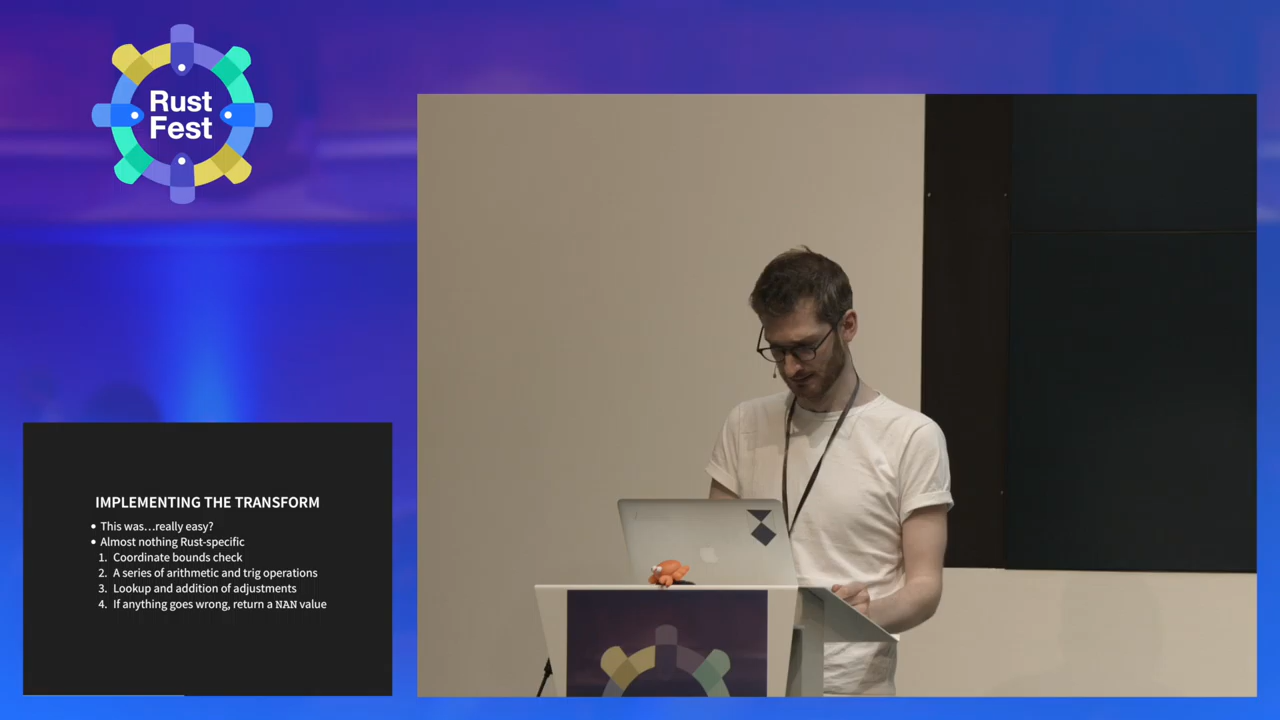 Rust
Fest
IMPLEMENTING THE TRANSFORM
• This was...really easy?
• Almost nothing Rust-specific
1. Coordinate bounds check
2. A series of arithmetic and trig operations
3. Lookup and addition of adjustments
4. If anything goes wrong, return a NAN value